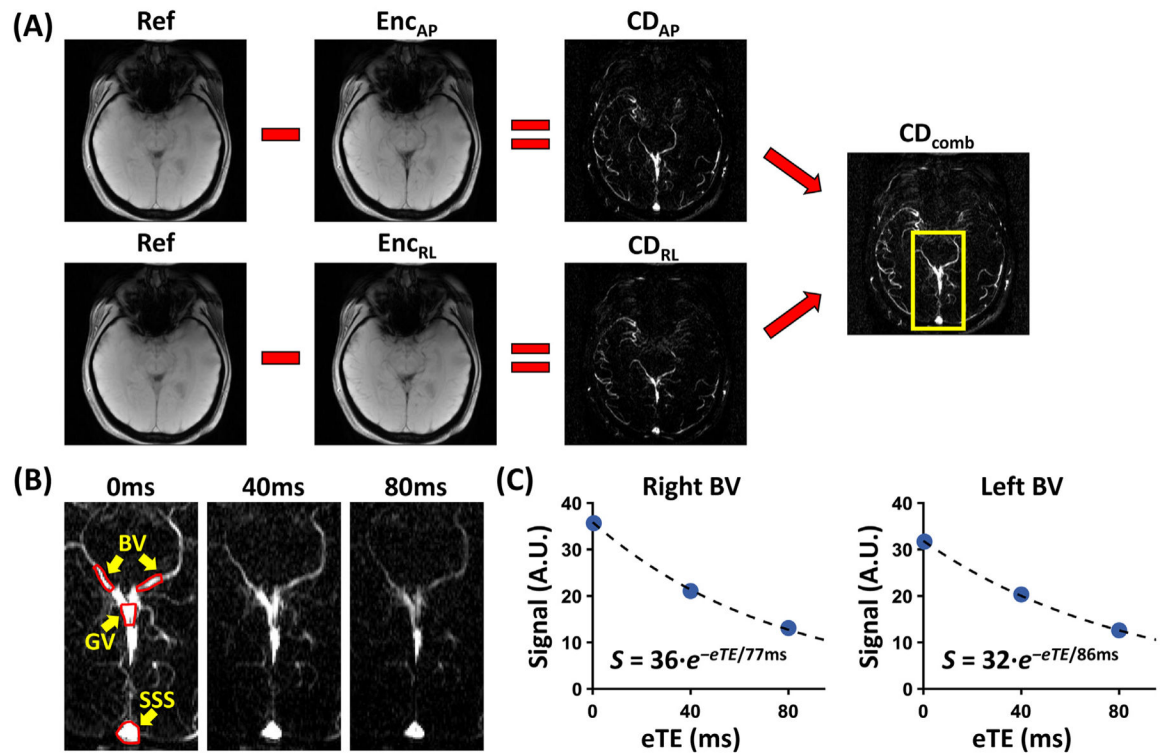 (A)
Ref
Enc_AP
CD_AP
CD_comb
Ref
Enc_RL
CD_RL
(B)
0ms
40ms
80ms
BV
GV
SSS
(C)
Right BV
Signal (A.U.)
40
30
20
10
0
S = 36·e^–eTE/77ms
0
40
80
eTE (ms)
Left BV
Signal (A.U.)
40
30
20
10
0
S = 32·e^–eTE/86ms
0
40
80
eTE (ms)